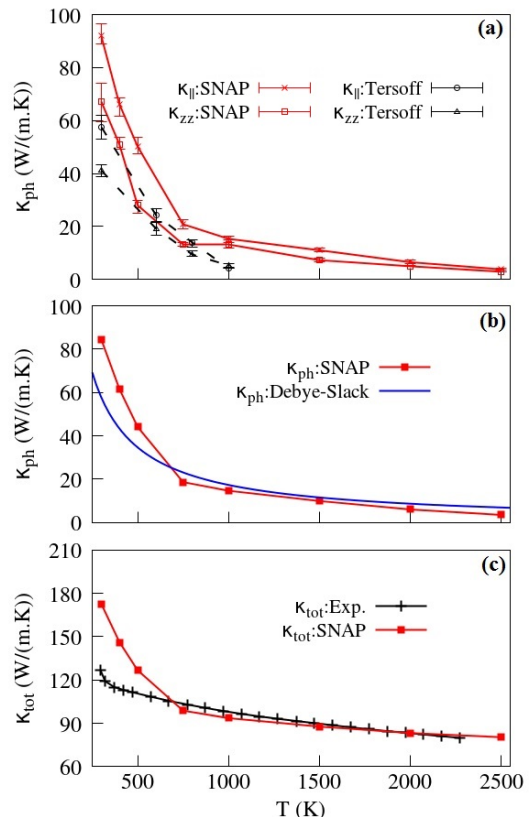 (a)
κ∥:SNAP κ∥:Tersoff
κzz:SNAP κzz:Tersoff
κph (W/(m.K))
100
80
60
40
20
0
(b)
κph:SNAP
κph:Debye-Slack
κph (W/(m.K))
100
80
60
40
20
0
(c)
κtot:Exp.
κtot:SNAP
κtot (W/(m.K))
210
180
150
120
90
60
500 1000 1500 2000 2500
T (K)